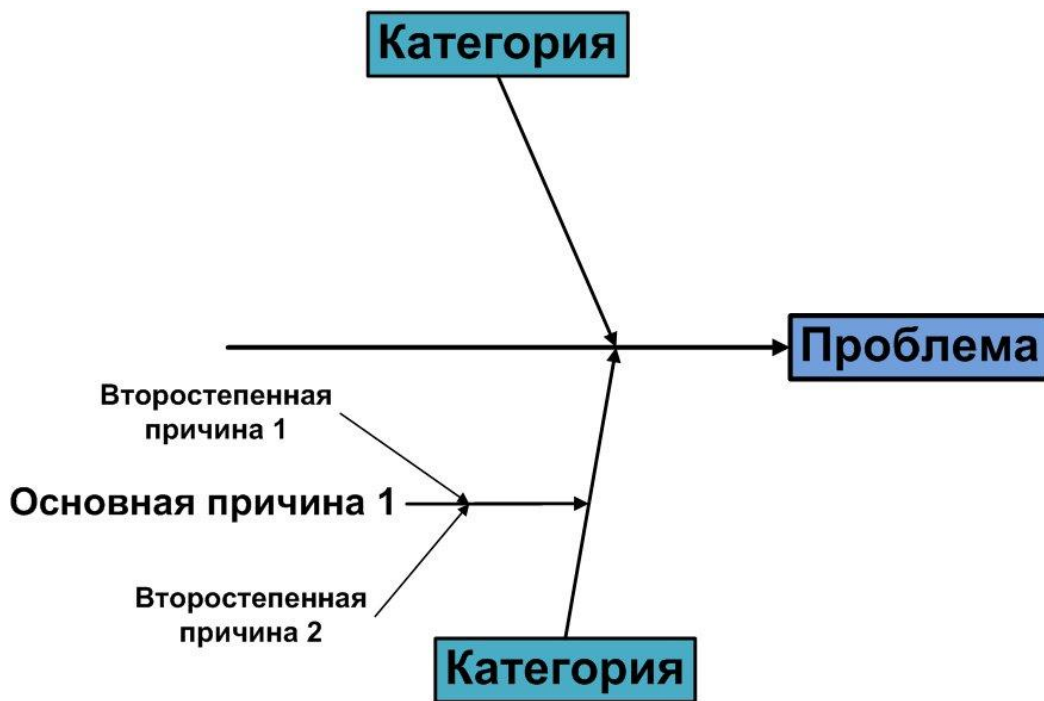 Категория
Проблема
Второстепенная
причина 1
Основная причина 1
Второстепенная
причина 2
Категория